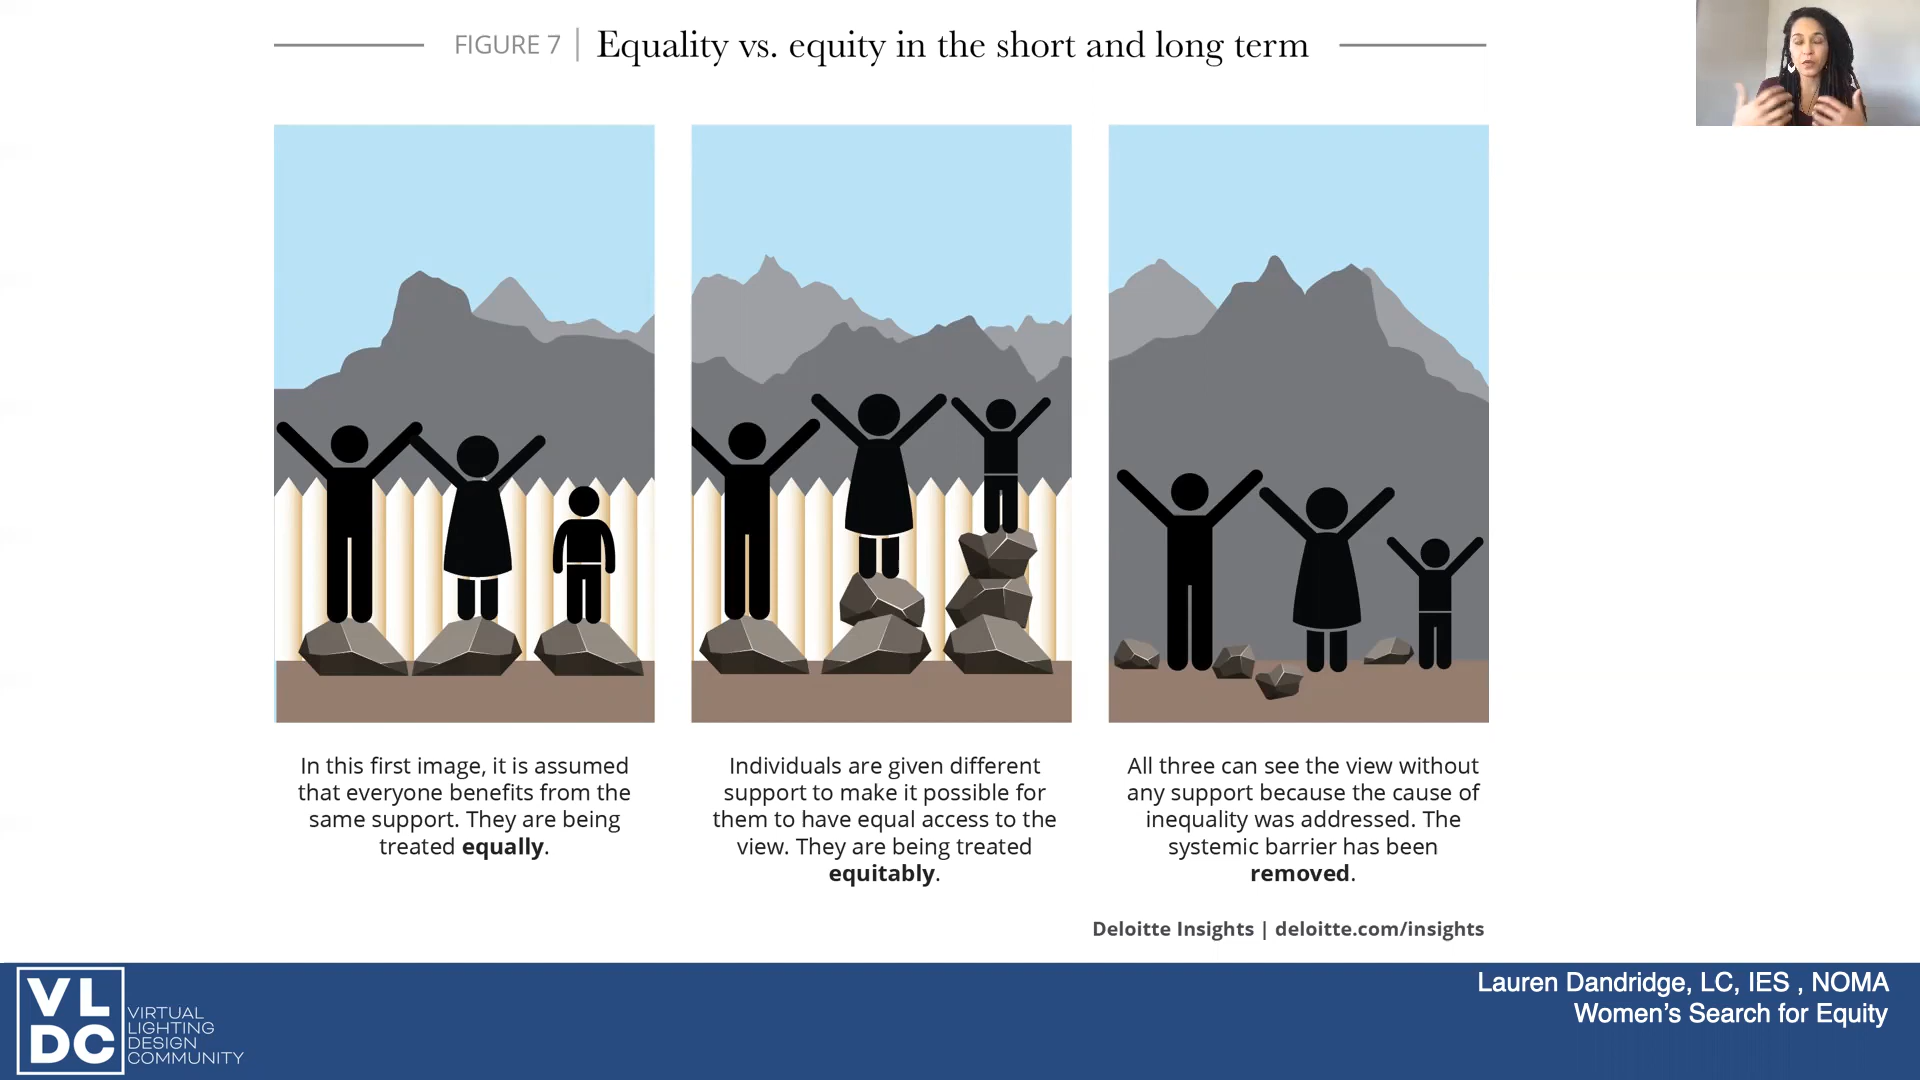 FIGURE 7 | Equality vs. equity in the short and long term
In this first image, it is assumed
that everyone benefits from the
same support. They are being
treated equally.
Individuals are given different
support to make it possible for
them to have equal access to the
view. They are being treated
equitably.
All three can see the view without
any support because the cause of
inequality was addressed. The
systemic barrier has been
removed.
Deloitte Insights | deloitte.com/insights
VL
DC
VIRTUAL
LIGHTING
DESIGN
COMMUNITY
Lauren Dandridge, LC, IES , NOMA
Women's Search for Equity